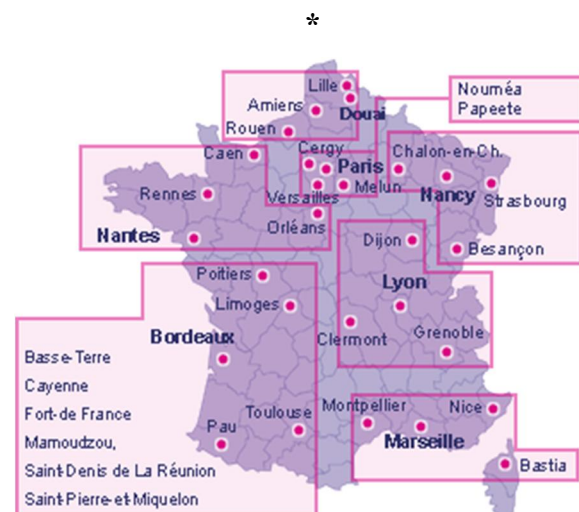 *
Lille
Nouméa
Papeete
Amiens
Douai
Rouen
Caen
Cergy
Paris
Chalon-en-Ch.
Rennes
Versailles
Melun
Nancy
Strasbourg
Orléans
Nantes
Dijon
Besançon
Poitiers
Lyon
Limoges
Bordeaux
Clermont
Grenoble
Basse-Terre
Cayenne
Fort-de France
Mamoudzou,
Saint-Denis de La Réunion
Saint-Pierre-et-Miquelon
Pau
Toulouse
Montpellier
Nice
Marseille
Bastia